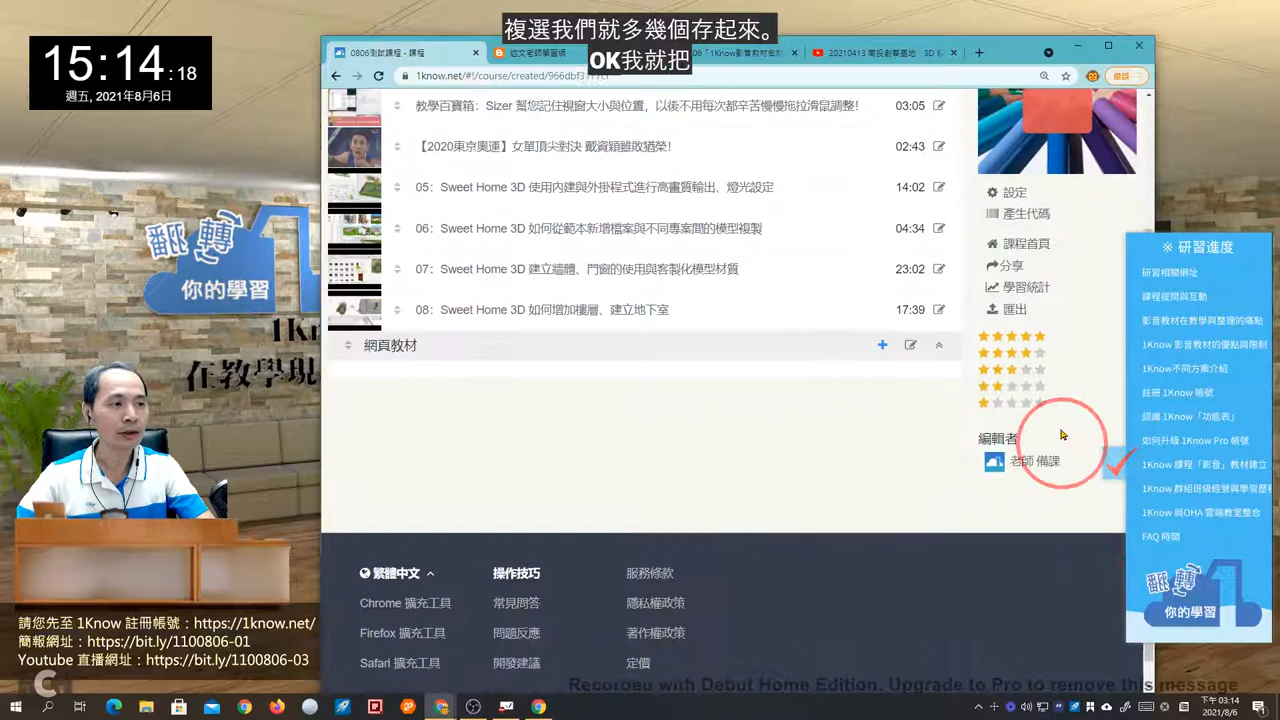 複選我們就多幾個存起來。
OK我就把
15:14:18
週五, 2021年8月6日
0806測試課程 - 課程
1know.net/#!/course/created/966dbf31
教學百寶箱：Sizer 幫您記住視窗大小與位置，以後不用每次都辛苦慢慢拖拉滑鼠調整!
03:05
【2020東京奧運】女單頂尖對決 戴資穎雖敗猶榮!
02:43
05：Sweet Home 3D 使用內建與外掛程式進行高畫質輸出、燈光設定
14:02
06：Sweet Home 3D 如何從範本新增檔案與不同專案間的模型複製
04:34
07：Sweet Home 3D 建立牆體、門窗的使用與客製化模型材質
23:02
08：Sweet Home 3D 如何增加樓層、建立地下室
17:39
網頁教材
設定
產生代碼
課程首頁
分享
學習統計
匯出
編輯者
老師 備課
※ 研習進度
研習相關網址
課程提問與互動
影音教材在教學與整理的痛點
1Know 影音教材的優點與限制
1Know不同方案介紹
註冊 1Know 帳號
認識 1Know「功能表」
如何升級 1Know Pro 帳號
1Know 課程「影音」教材建立
1Know 群組班級經營與學習歷程
1Know 與OHA 雲端教室整合
FAQ 時間
翻轉
你的學習
翻轉
你的學習
1Kn
在教學現
繁體中文
操作技巧
服務條款
Chrome 擴充工具
常見問答
隱私權政策
Firefox 擴充工具
問題反應
著作權政策
Safari 擴充工具
開發建議
定價
請您先至 1Know 註冊帳號：https://1know.net/
簡報網址：https://bit.ly/1100806-01
Youtube 直播網址：https://bit.ly/1100806-03
Recorded with Debut Home Edition. Upgrade to Pro to remove this message
下午 03:14
2021/8/6